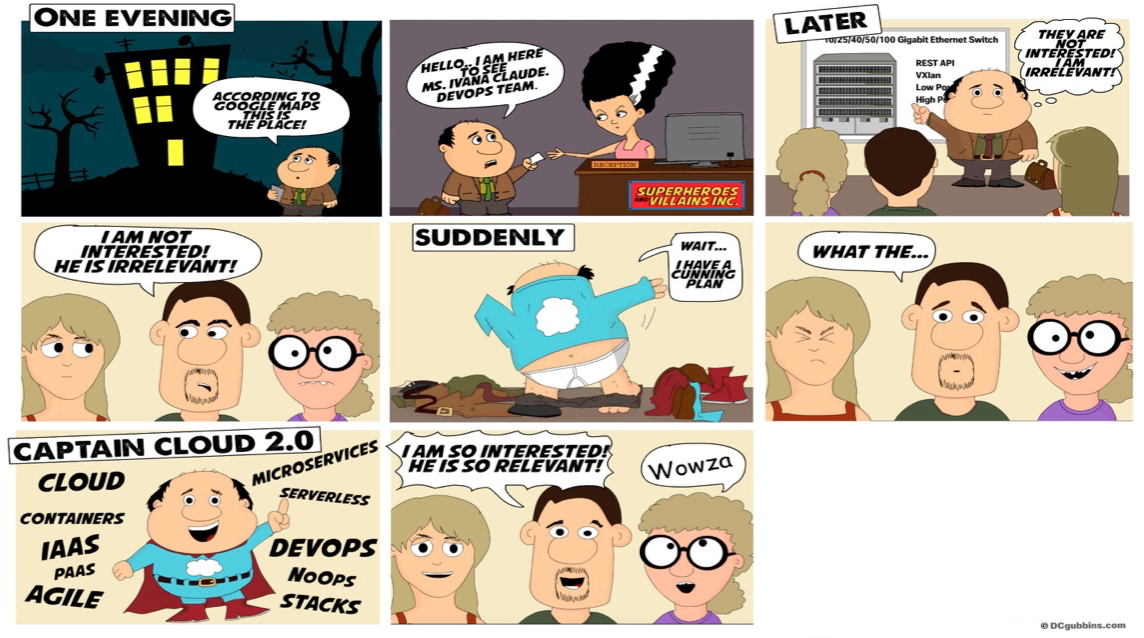 ONE EVENING
ACCORDING TO
GOOGLE MAPS
THIS IS
THE PLACE!
HELLO.. I AM HERE
TO SEE
MS. IVANA CLAUDE.
DEVOPS TEAM.
RECEPTION
SUPERHEROES
AND VILLAINS INC.
LATER
10/25/40/50/100 Gigabit Ethernet Switch
REST API
VXlan
Low Po
High P
THEY ARE
NOT
INTERESTED!
I AM
IRRELEVANT!
I AM NOT
INTERESTED!
HE IS IRRELEVANT!
SUDDENLY
WAIT...
I HAVE A
CUNNING
PLAN
WHAT THE...
CAPTAIN CLOUD 2.0
CLOUD
CONTAINERS
IAAS
PAAS
AGILE
MICROSERVICES
SERVERLESS
DEVOPS
NoOPS
STACKS
I AM SO INTERESTED!
HE IS SO RELEVANT!
Wowza
© DCgubbins.com